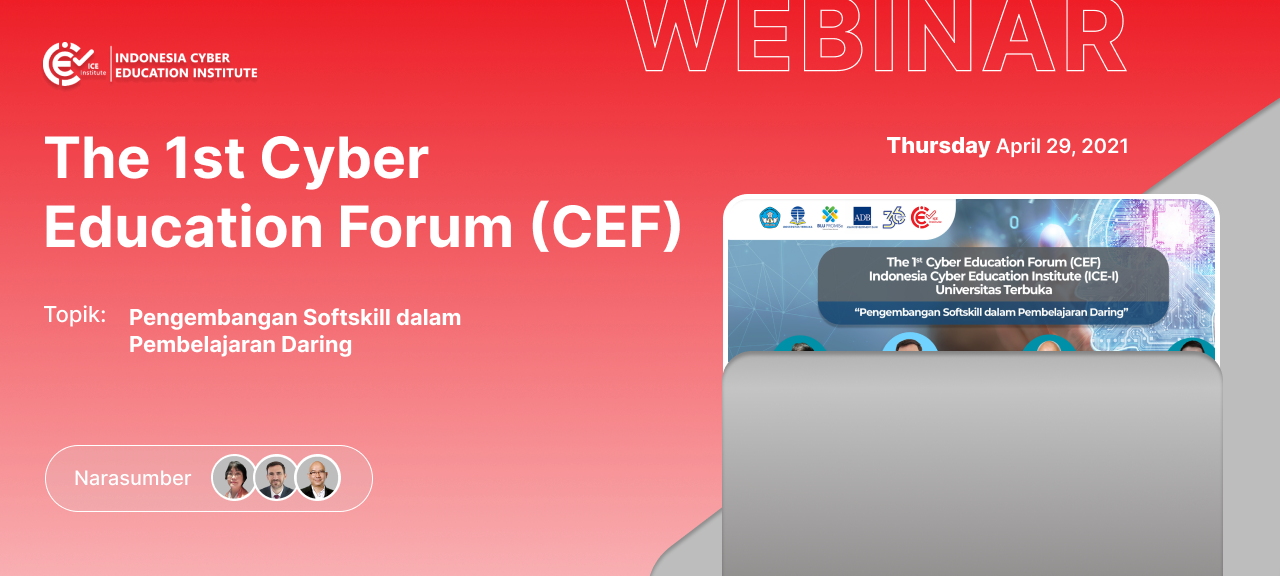 WEBINAR
ICE
Institute
INDONESIA CYBER
EDUCATION INSTITUTE
The 1st Cyber
Education Forum (CEF)
Thursday April 29, 2021
Topik:
Pengembangan Softskill dalam
Pembelajaran Daring
Narasumber
ADB
The 1st Cyber Education Forum (CEF)
Indonesia Cyber Education Institute (ICE-I)
Universitas Terbuka
“Pengembangan Softskill dalam Pembelajaran Daring”